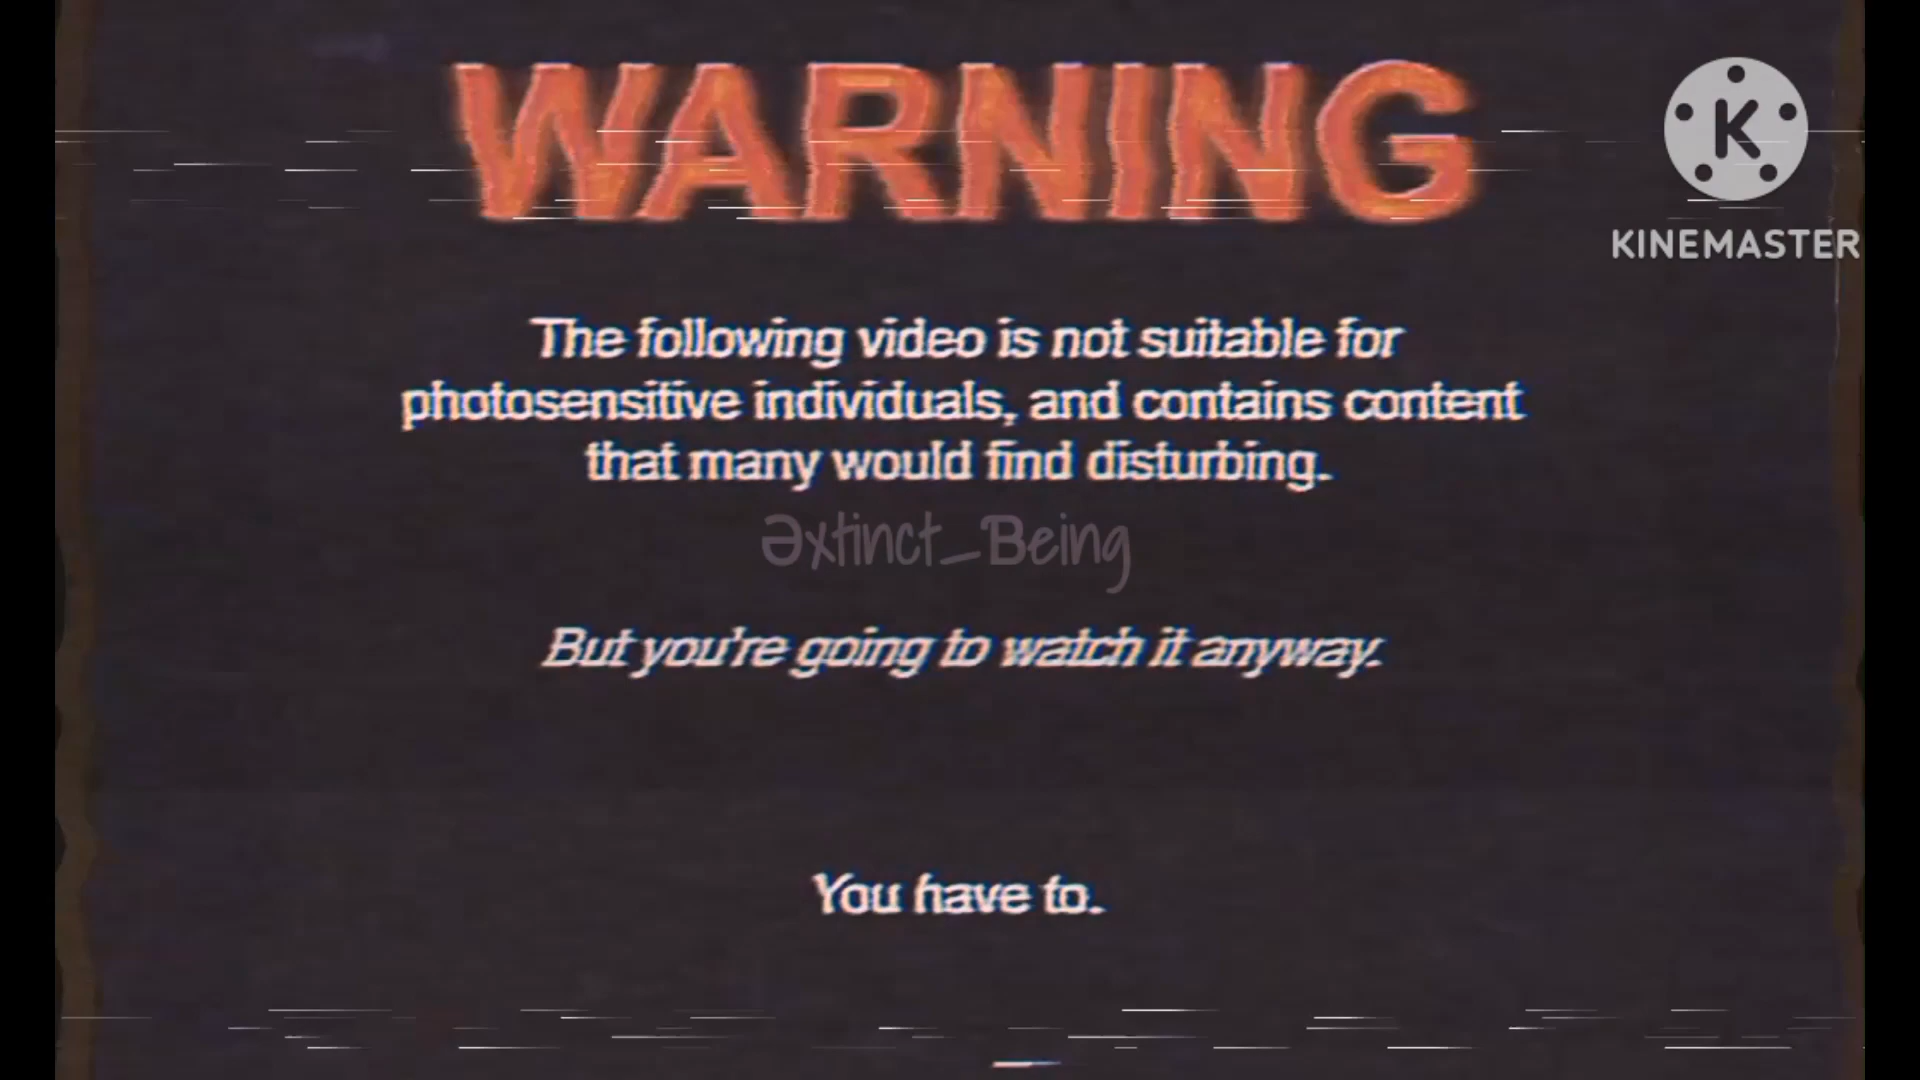 WARNING
K
KINEMASTER
The following video is not suitable for
photosensitive individuals, and contains content
that many would find disturbing.
Əxtinct_Being
But you're going to watch it anyway.
You have to.